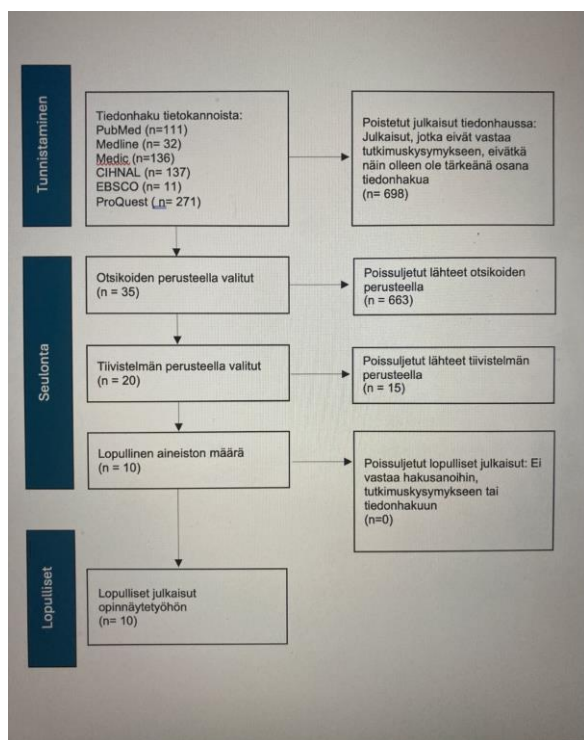 Tunnistaminen
Tiedonhaku tietokannoista:
PubMed (n=111)
Medline (n= 32)
Medic (n=136)
CIHNAL (n= 137)
EBSCO (n= 11)
ProQuest ( n= 271)
Poistetut julkaisut tiedonhaussa:
Julkaisut, jotka eivät vastaa
tutkimuskysymykseen, eivätkä
näin olleen ole tärkeänä osana
tiedonhakua
(n= 698)
Seulonta
Otsikoiden perusteella valitut
(n = 35)
Poissuljetut lähteet otsikoiden
perusteella
(n = 663)
Tiivistelmän perusteella valitut
(n = 20)
Poissuljetut lähteet tiivistelmän
perusteella
(n = 15)
Lopullinen aineiston määrä
(n = 10)
Poissuljetut lopulliset julkaisut: Ei
vastaa hakusanoihin,
tutkimuskysymykseen tai
tiedonhakuun
(n=0)
Lopulliset
Lopulliset julkaisut
opinnäytetyöhön
(n= 10)